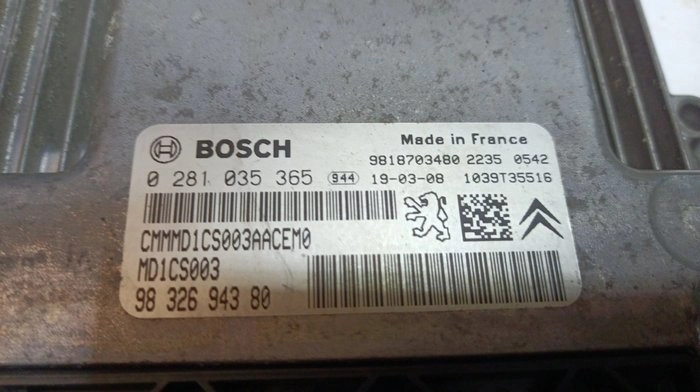 BOSCH
Made in France
9818703480 2235 0542
0 281 035 365 944 19-03-08 1039T35516
CMMMD1CS003AACEM0
MD1CS003
98 326 943 80